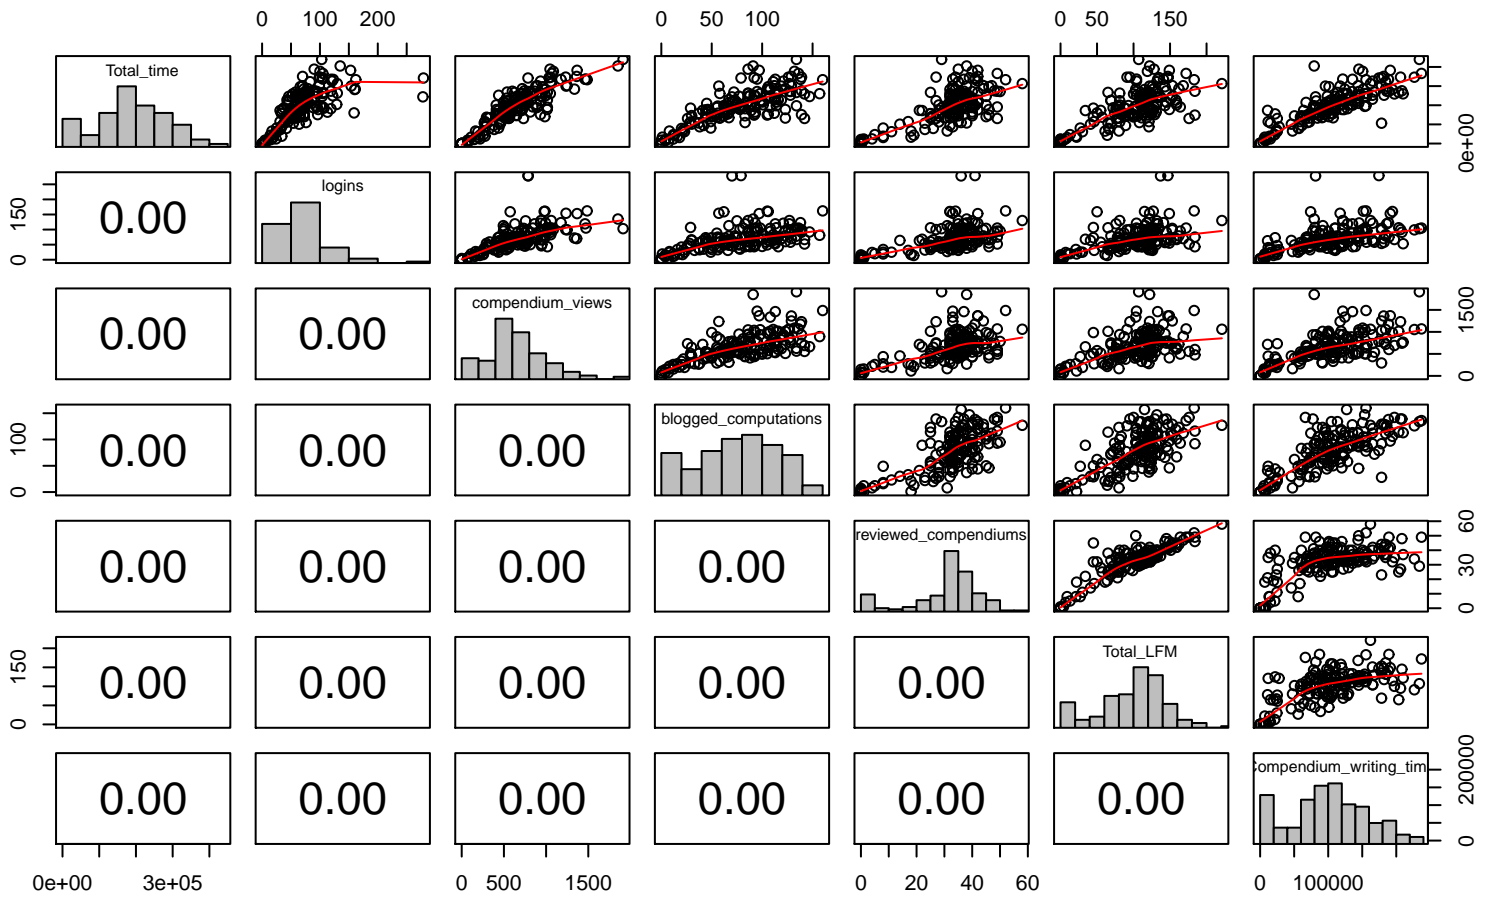 0 100 200 0 50 100 0 50 150
Total_time
0e+00
logins
0 150
0.00
compendium_views
0.00 0.00
0 1500
blogged_computations
0 100
0.00 0.00 0.00
reviewed_compendiums
0.00 0.00 0.00 0.00
0 30 60
Total_LFM
0 150
0.00 0.00 0.00 0.00 0.00
Compendium_writing_tim
0.00 0.00 0.00 0.00 0.00 0.00
0 200000
0e+00 3e+05 0 500 1500 0 20 40 60 0 100000